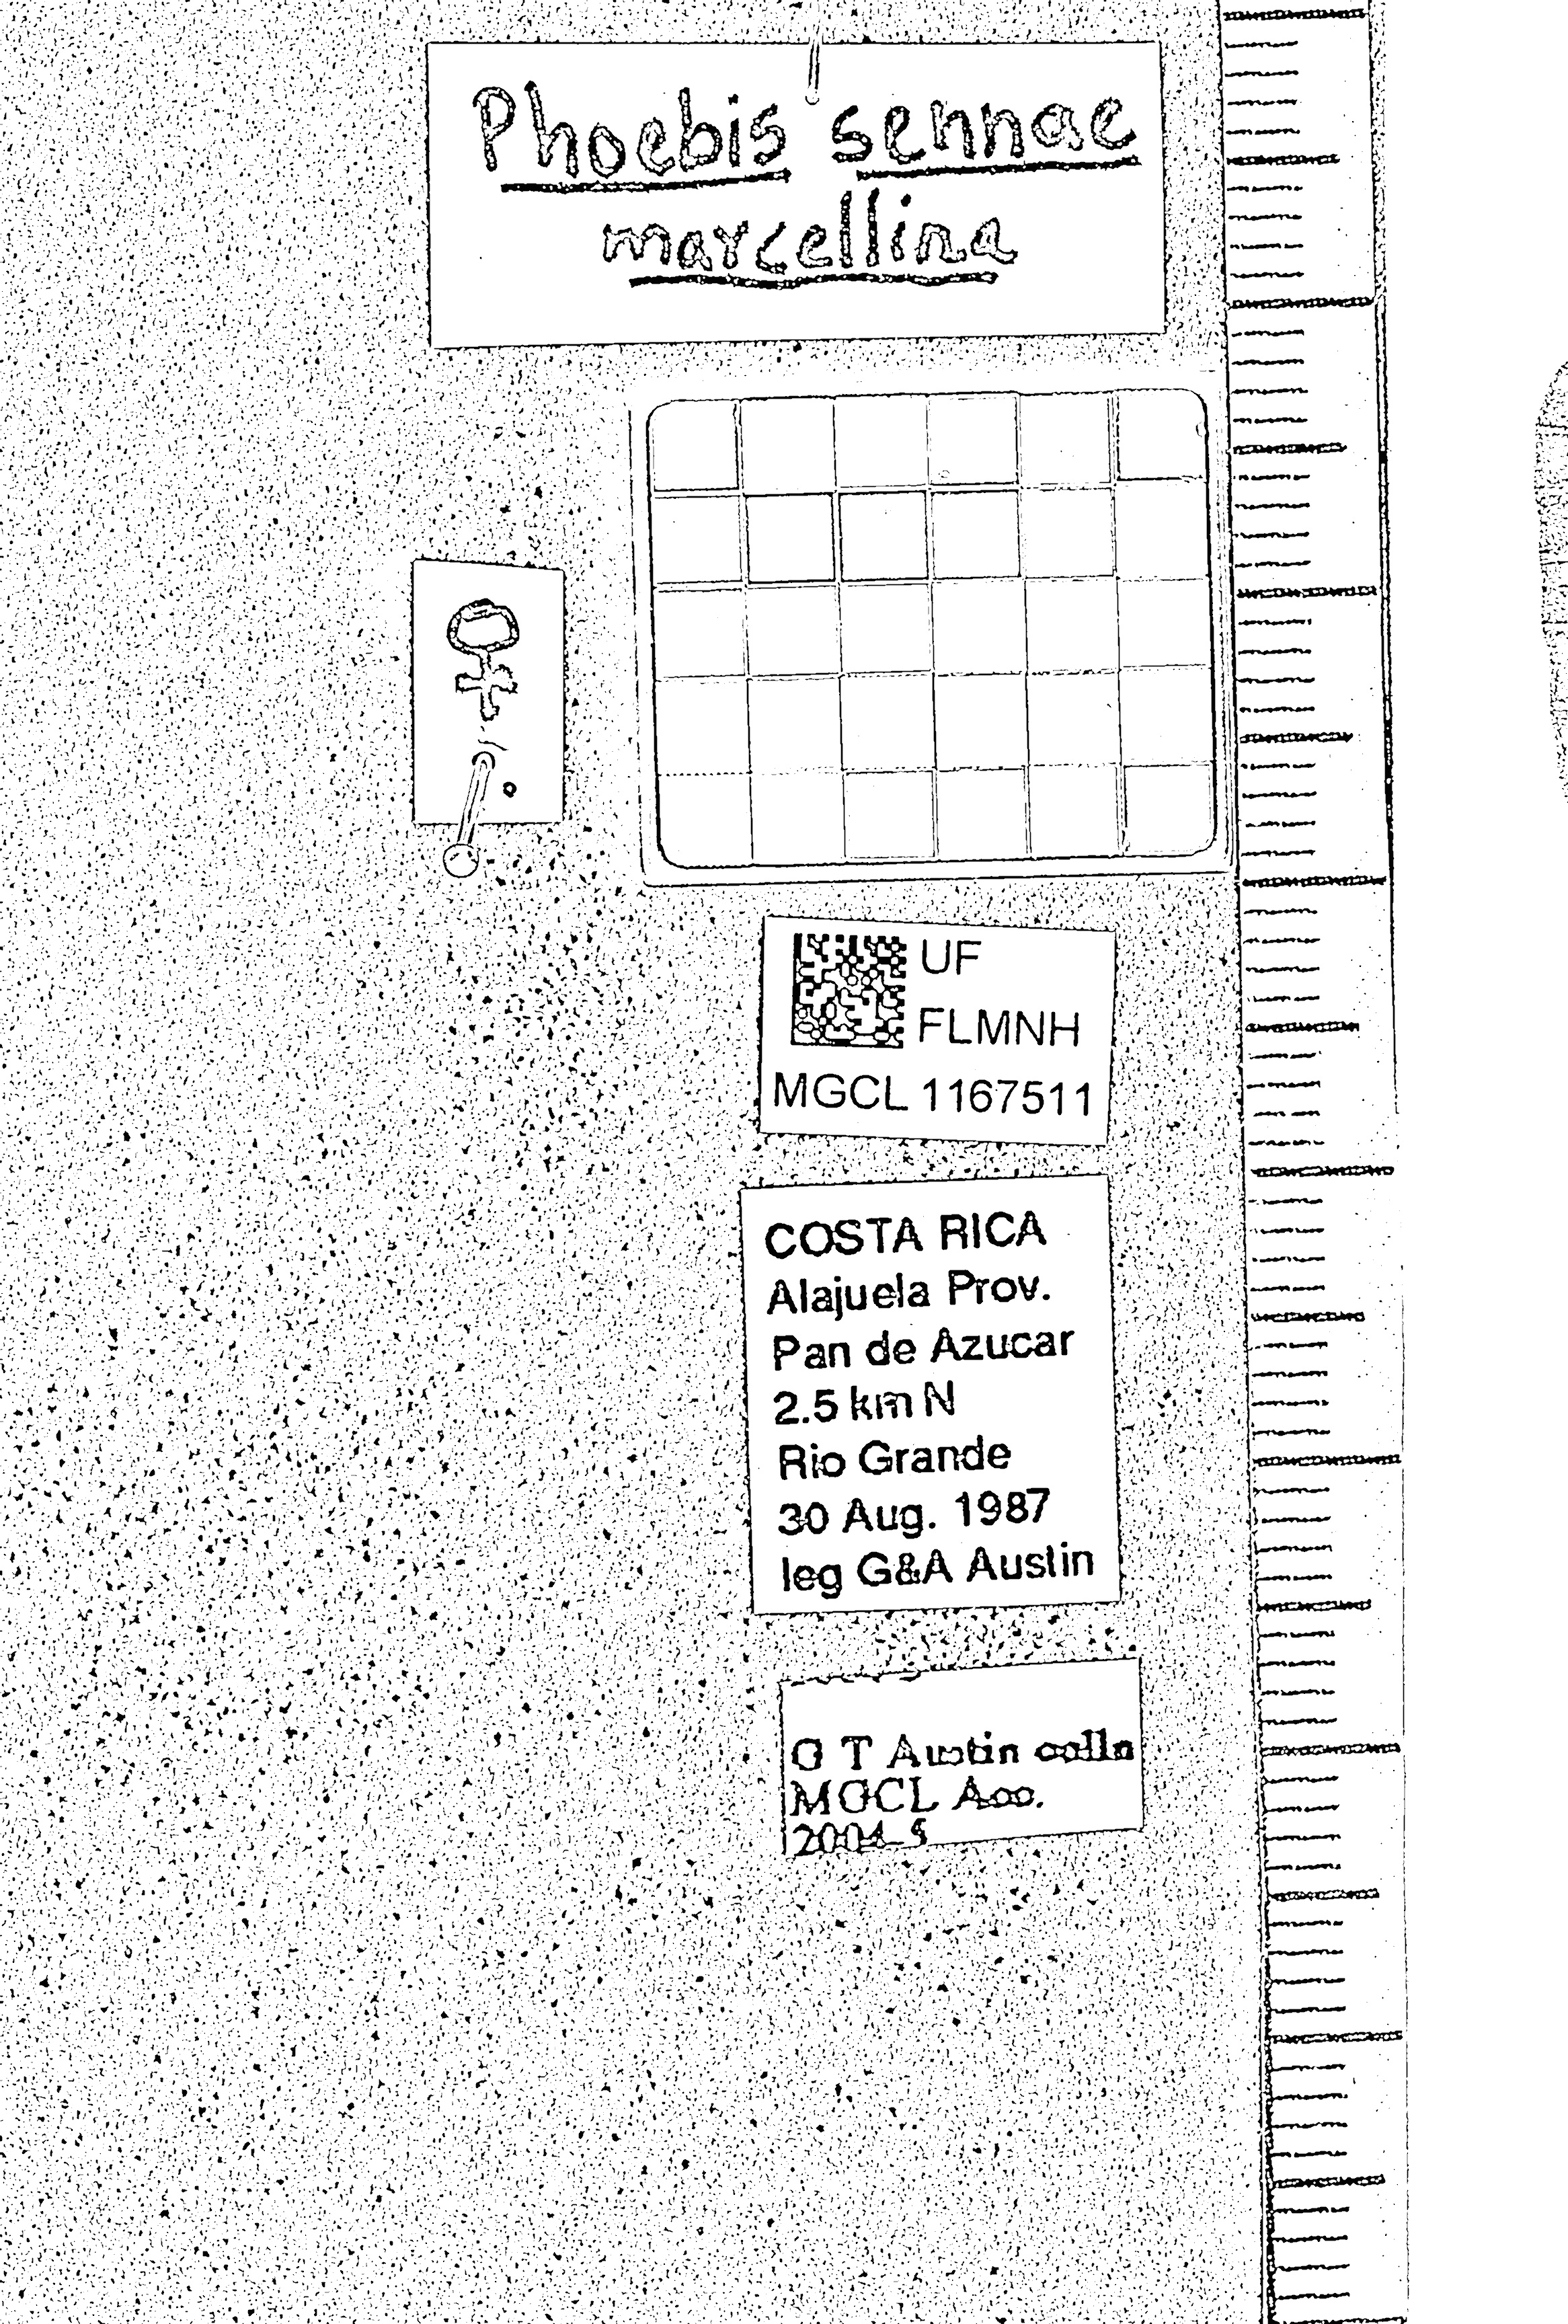 Phoebis sennae
marcellina
♀
UF
FLMNH
MGCL 1167511
COSTA RICA
Alajuela Prov.
Pan de Azucar
2.5 km N
Rio Grande
30 Aug. 1987
leg G&A Austin
G T Austin colln
MGCL Acc.
2004-5